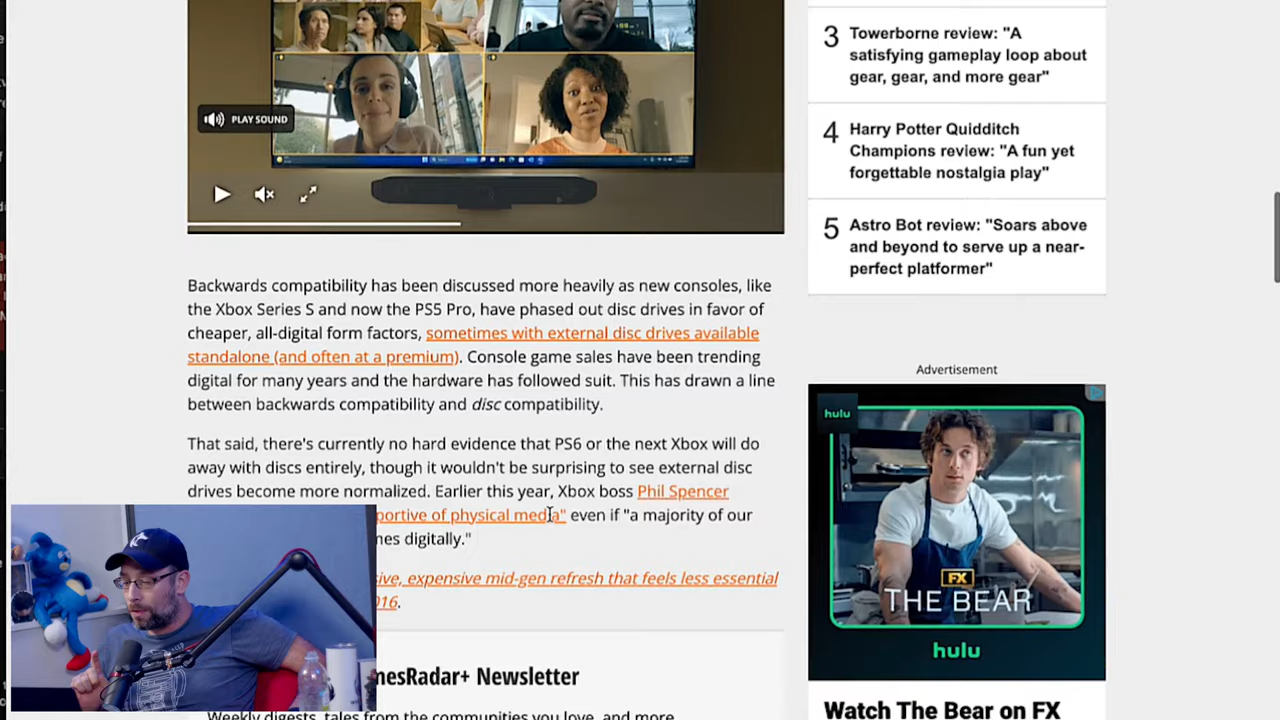 PLAY SOUND
Backwards compatibility has been discussed more heavily as new consoles, like
the Xbox Series S and now the PS5 Pro, have phased out disc drives in favor of
cheaper, all-digital form factors, sometimes with external disc drives available
standalone (and often at a premium). Console game sales have been trending
digital for many years and the hardware has followed suit. This has drawn a line
between backwards compatibility and disc compatibility.
That said, there's currently no hard evidence that PS6 or the next Xbox will do
away with discs entirely, though it wouldn't be surprising to see external disc
drives become more normalized. Earlier this year, Xbox boss Phil Spencer
portive of physical media" even if "a majority of our
mes digitally."
sive, expensive mid-gen refresh that feels less essential
016.
mesRadar+ Newsletter
Weekly digests, tales from the communities you love, and more
3 Towerborne review: "A
satisfying gameplay loop about
gear, gear, and more gear"
4 Harry Potter Quidditch
Champions review: "A fun yet
forgettable nostalgia play"
5 Astro Bot review: "Soars above
and beyond to serve up a near-
perfect platformer"
Advertisement
hulu
FX
THE BEAR
hulu
Watch The Bear on FX